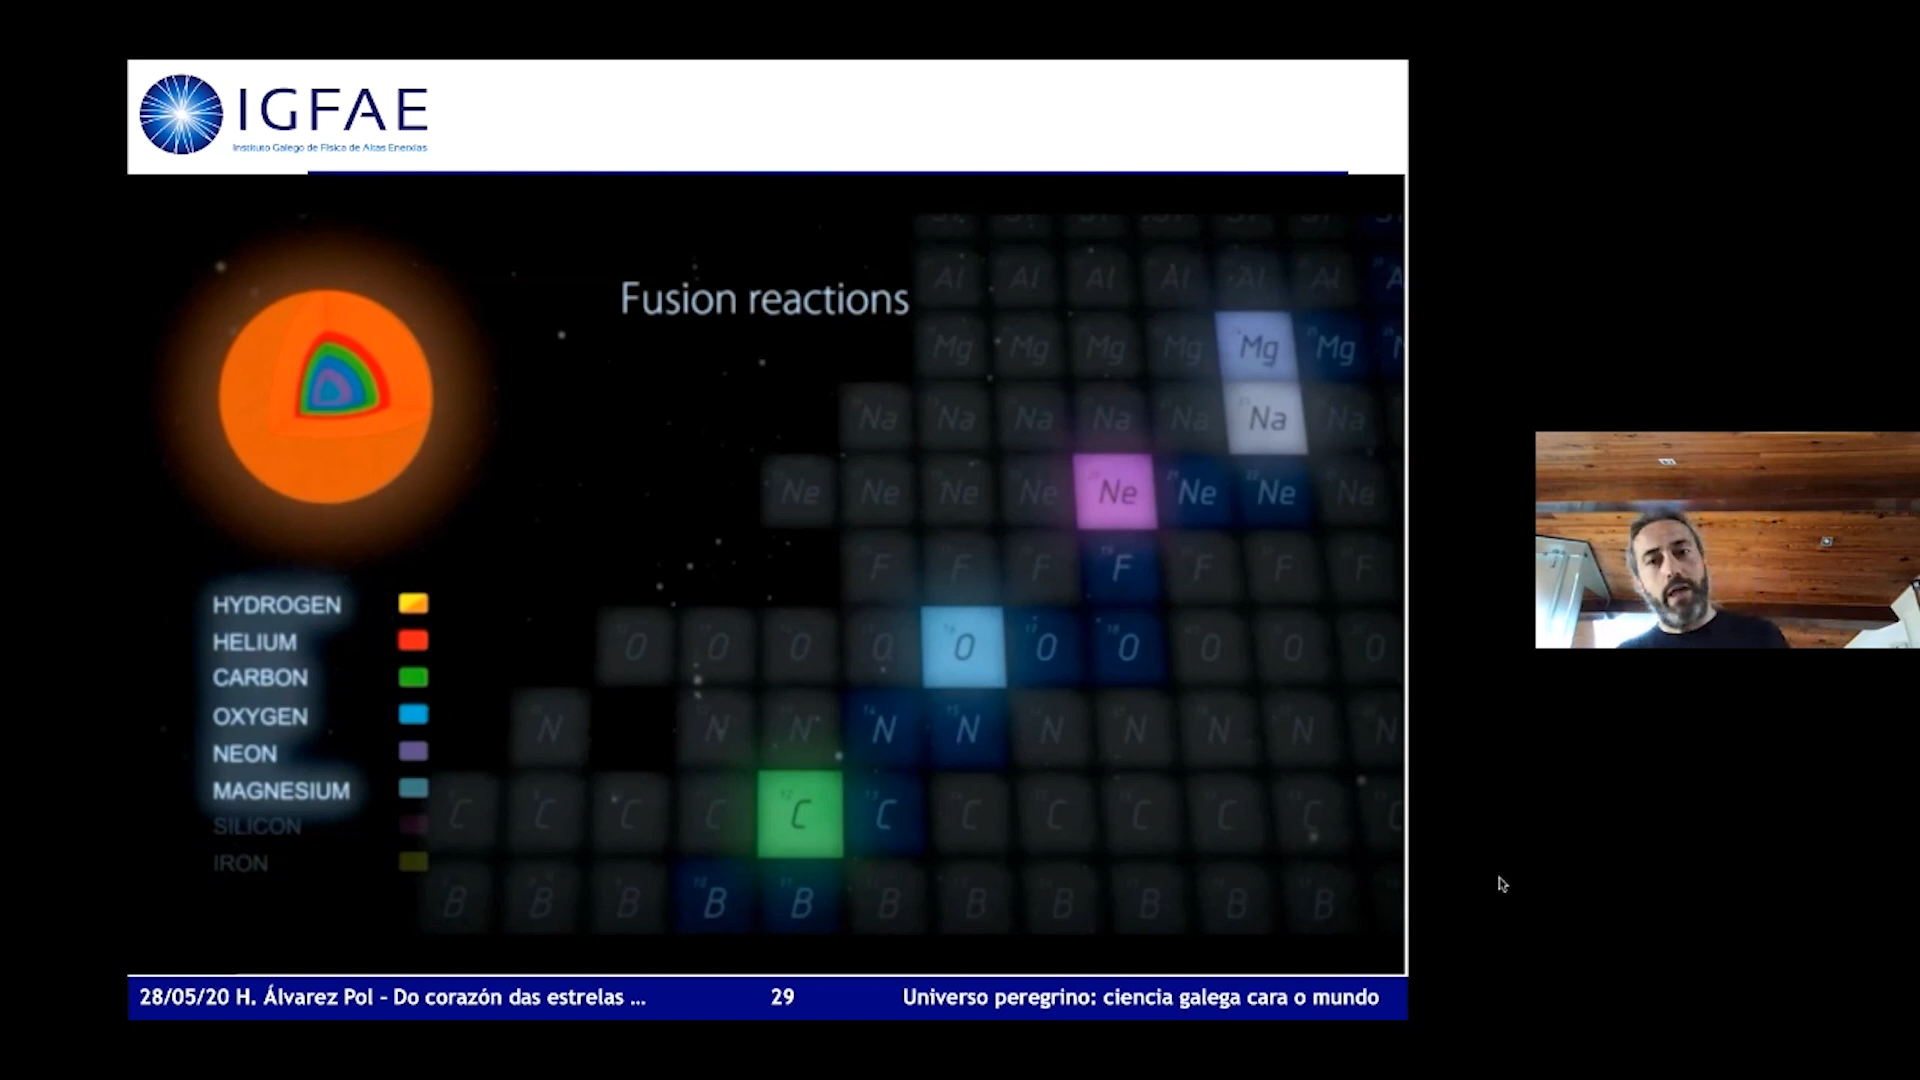 IGFAE
Instituto Galego de Física de Altas Enerxías
Fusion reactions
Al Al Al Al Al Al
Mg Mg Mg Mg Mg Mg
Na Na Na Na Na Na Na
Ne Ne Ne Ne Ne Ne Ne Ne
F F F F F F F
O O O O O O O O O O
N N N N N N N N N N
C C C C C C C C C C C
B B B B B B B B B B B
HYDROGEN
HELIUM
CARBON
OXYGEN
NEON
MAGNESIUM
SILICON
IRON
28/05/20 H. Álvarez Pol - Do corazón das estrelas ... 29 Universo peregrino: ciencia galega cara o mundo